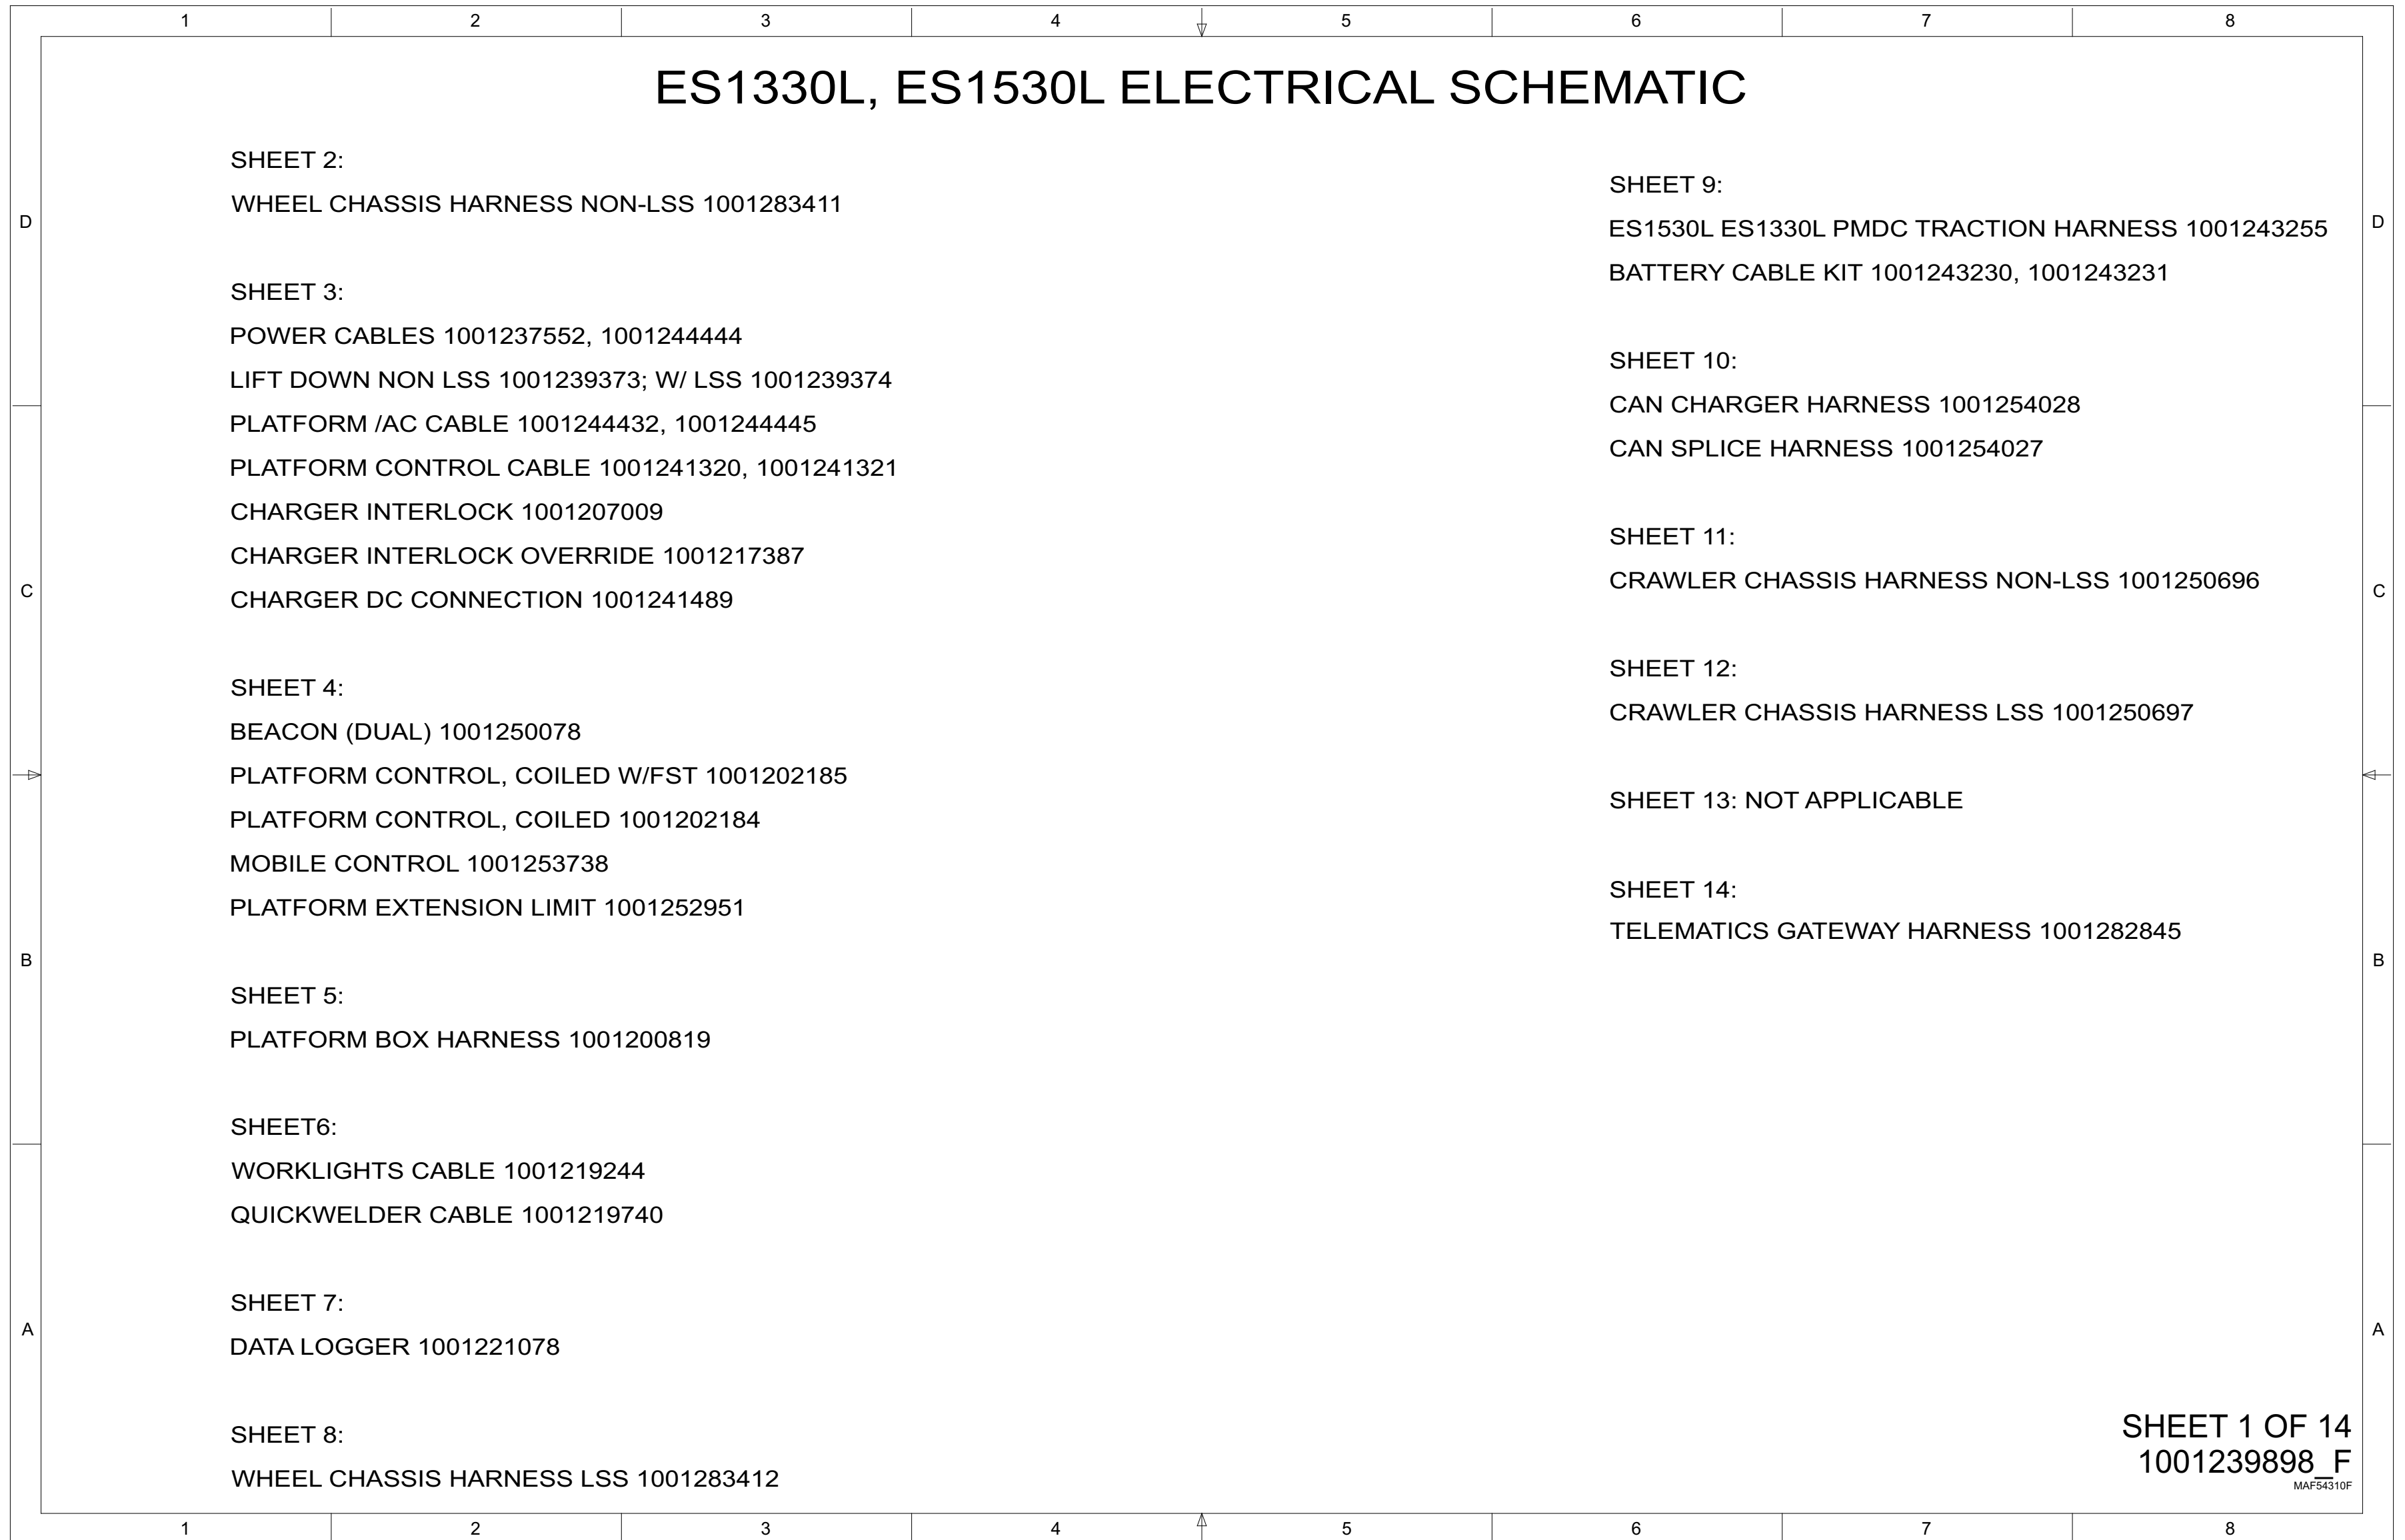 1 2 3 4 5 6 7 8
ES1330L, ES1530L ELECTRICAL SCHEMATIC
SHEET 2:
WHEEL CHASSIS HARNESS NON-LSS 1001283411
SHEET 3:
POWER CABLES 1001237552, 1001244444
LIFT DOWN NON LSS 1001239373; W/ LSS 1001239374
PLATFORM /AC CABLE 1001244432, 1001244445
PLATFORM CONTROL CABLE 1001241320, 1001241321
CHARGER INTERLOCK 1001207009
CHARGER INTERLOCK OVERRIDE 1001217387
CHARGER DC CONNECTION 1001241489
SHEET 4:
BEACON (DUAL) 1001250078
PLATFORM CONTROL, COILED W/FST 1001202185
PLATFORM CONTROL, COILED 1001202184
MOBILE CONTROL 1001253738
PLATFORM EXTENSION LIMIT 1001252951
SHEET 5:
PLATFORM BOX HARNESS 1001200819
SHEET6:
WORKLIGHTS CABLE 1001219244
QUICKWELDER CABLE 1001219740
SHEET 7:
DATA LOGGER 1001221078
SHEET 8:
WHEEL CHASSIS HARNESS LSS 1001283412
SHEET 9:
ES1530L ES1330L PMDC TRACTION HARNESS 1001243255
BATTERY CABLE KIT 1001243230, 1001243231
SHEET 10:
CAN CHARGER HARNESS 1001254028
CAN SPLICE HARNESS 1001254027
SHEET 11:
CRAWLER CHASSIS HARNESS NON-LSS 1001250696
SHEET 12:
CRAWLER CHASSIS HARNESS LSS 1001250697
SHEET 13: NOT APPLICABLE
SHEET 14:
TELEMATICS GATEWAY HARNESS 1001282845
D D
C C
B B
A A
SHEET 1 OF 14
1001239898_F
MAF54310F
1 2 3 4 5 6 7 8